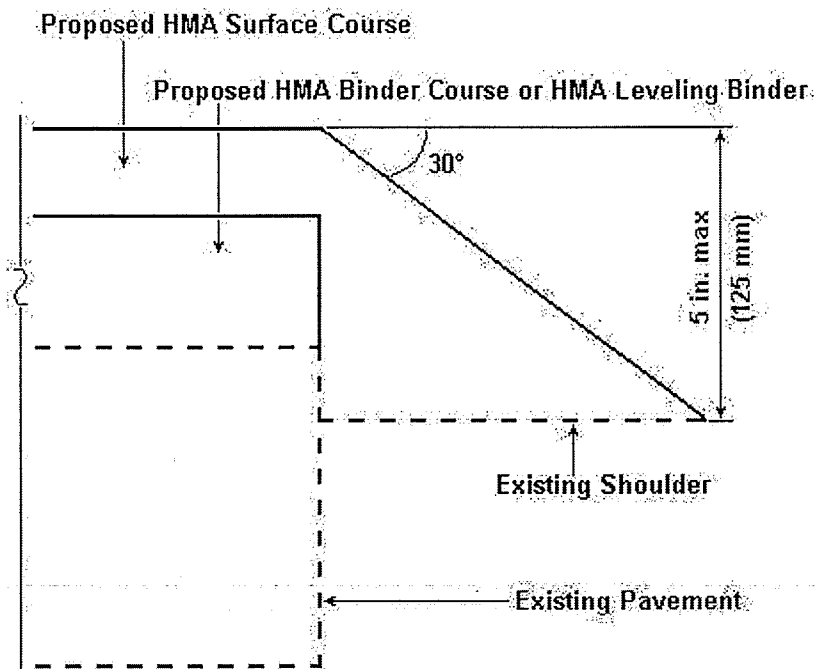 Proposed HMA Surface Course
Proposed HMA Binder Course or HMA Leveling Binder
30°
5 in. max
(125 mm)
Existing Shoulder
Existing Pavement